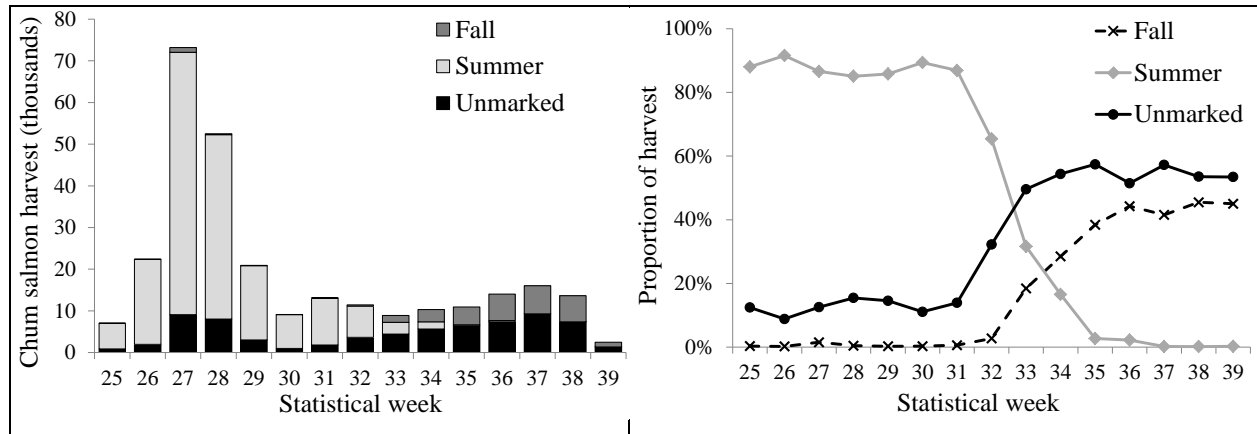 Chum salmon harvest (thousands)
80
70
60
50
40
30
20
10
0
Fall
Summer
Unmarked
25 26 27 28 29 30 31 32 33 34 35 36 37 38 39
Statistical week
Proportion of harvest
100%
80%
60%
40%
20%
0%
Fall
Summer
Unmarked
25 26 27 28 29 30 31 32 33 34 35 36 37 38 39
Statistical week